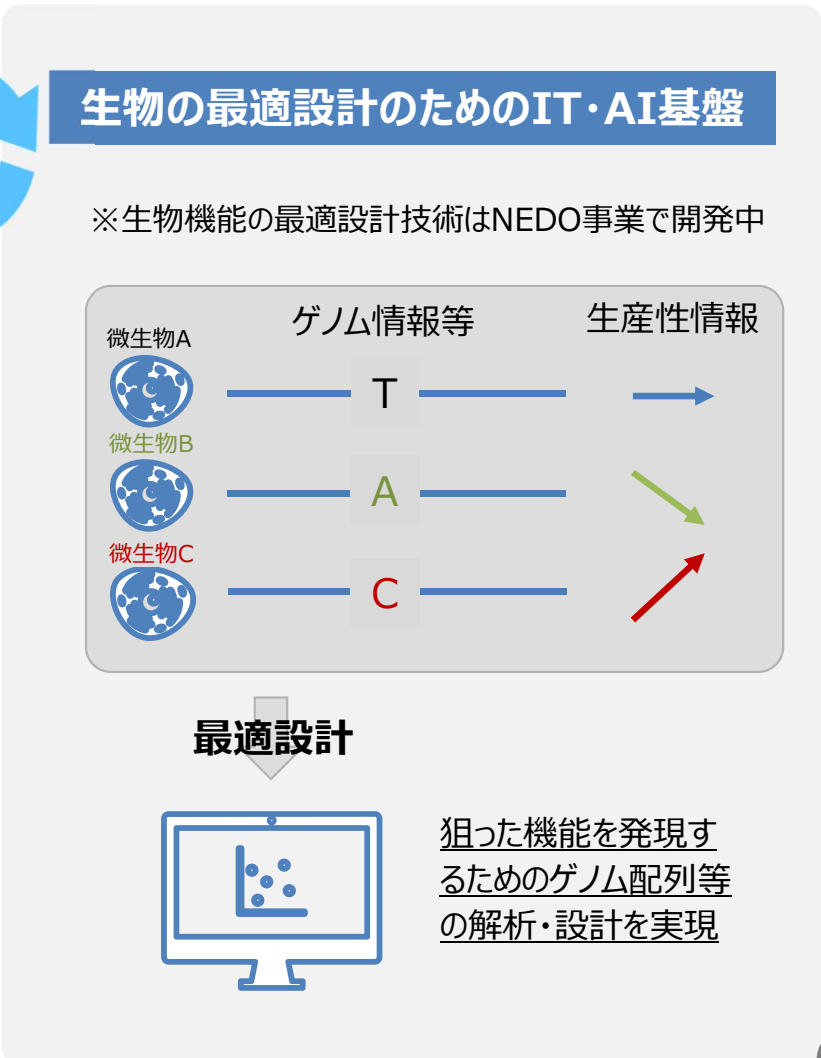 生物の最適設計のためのIT・AI基盤
※生物機能の最適設計技術はNEDO事業で開発中
ゲノム情報等
生産性情報
微生物A
T
微生物B
A
微生物C
C
最適設計
狙った機能を発現す
るためのゲノム配列等
の解析・設計を実現